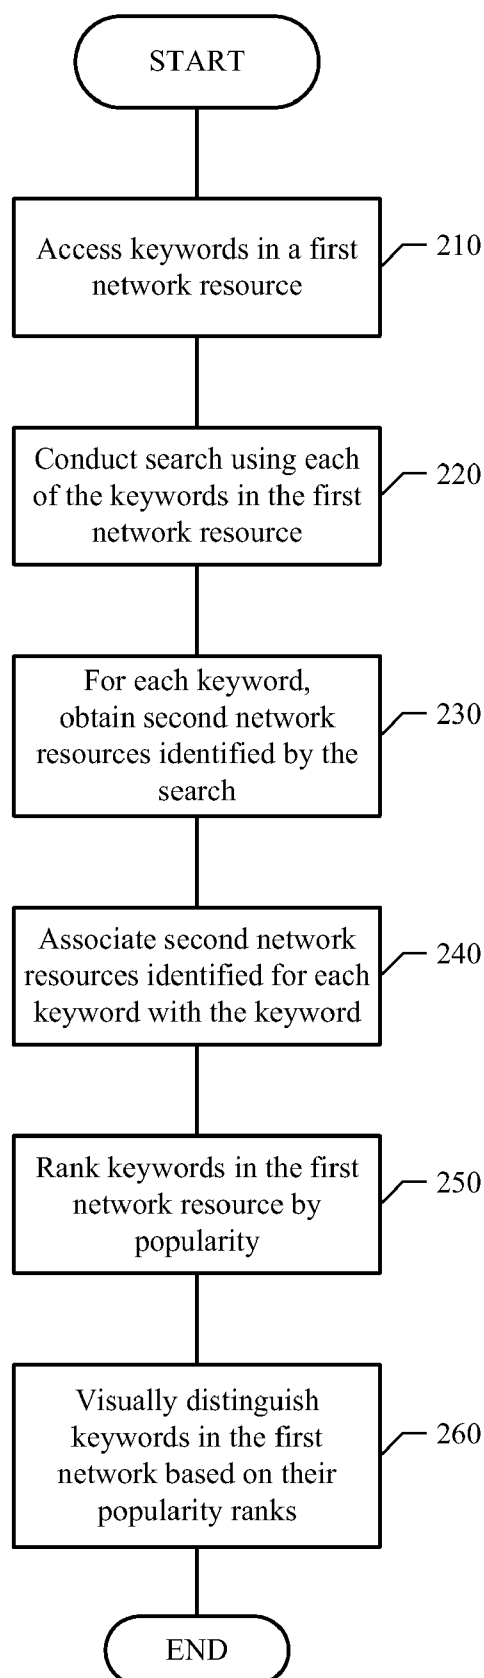 START
Access keywords in a first
network resource
210
Conduct search using each
of the keywords in the first
network resource
220
For each keyword,
obtain second network
resources identified by the
search
230
Associate second network
resources identified for each
keyword with the keyword
240
Rank keywords in the first
network resource by
popularity
250
Visually distinguish
keywords in the first
network based on their
popularity ranks
260
END